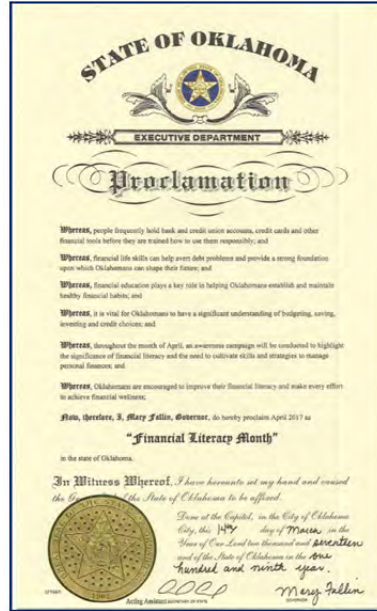 STATE OF OKLAHOMA
EXECUTIVE DEPARTMENT
Proclamation
Whereas, people frequently hold bank and credit union accounts, credit cards and other
financial tools before they are trained how to use them responsibly; and
Whereas, financial life skills can help avert debt problems and provide a strong foundation
upon which Oklahomans can shape their future; and
Whereas, financial education plays a key role in helping Oklahomans establish and maintain
healthy financial habits; and
Whereas, it is vital for Oklahomans to have a significant understanding of budgeting, saving,
investing and credit choices; and
Whereas, throughout the month of April, an awareness campaign will be conducted to highlight
the significance of financial literacy and the need to cultivate skills and strategies to manage
personal finances; and
Whereas, Oklahomans are encouraged to improve their financial literacy and make every effort
to achieve financial wellness;
Now, therefore, I, Mary Fallin, Governor, do hereby proclaim April 2017 as
"Financial Literacy Month"
in the state of Oklahoma.
In Witness Whereof, I have hereunto set my hand and caused
the of the State of Oklahoma to be affixed.
Done at the Capitol, in the City of Oklahoma
City, this 14th day of March in the
Year of Our Lord two thousand and seventeen
and of the State of Oklahoma in the one
hundred and ninth year.
Mary Fallin
Acting Assistant SECRETARY OF STATE
GOVERNOR
1907